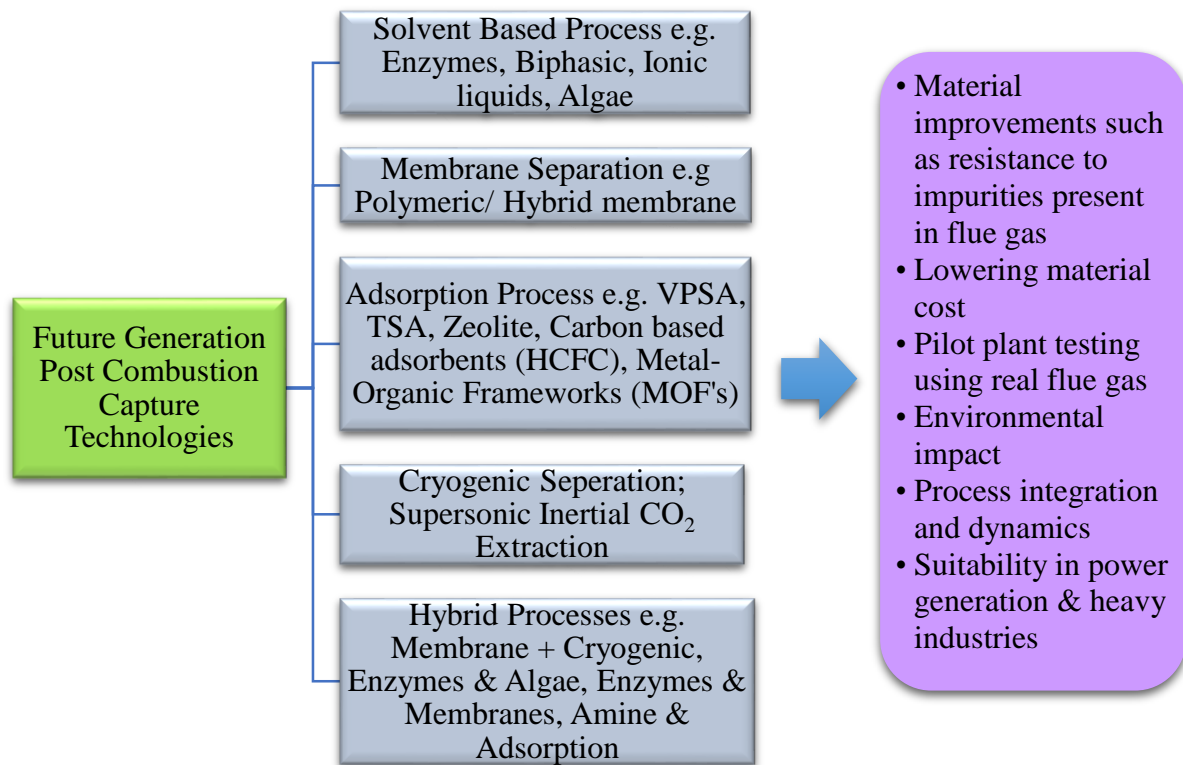 Future Generation
Post Combustion
Capture
Technologies
Solvent Based Process e.g.
Enzymes, Biphasic, Ionic
liquids, Algae
Membrane Separation e.g
Polymeric/ Hybrid membrane
Adsorption Process e.g. VPSA,
TSA, Zeolite, Carbon based
adsorbents (HCFC), Metal-
Organic Frameworks (MOF's)
Cryogenic Seperation;
Supersonic Inertial CO₂
Extraction
Hybrid Processes e.g.
Membrane + Cryogenic,
Enzymes & Algae, Enzymes &
Membranes, Amine &
Adsorption
• Material
improvements such
as resistance to
impurities present
in flue gas
• Lowering material
cost
• Pilot plant testing
using real flue gas
• Environmental
impact
• Process integration
and dynamics
• Suitability in power
generation & heavy
industries